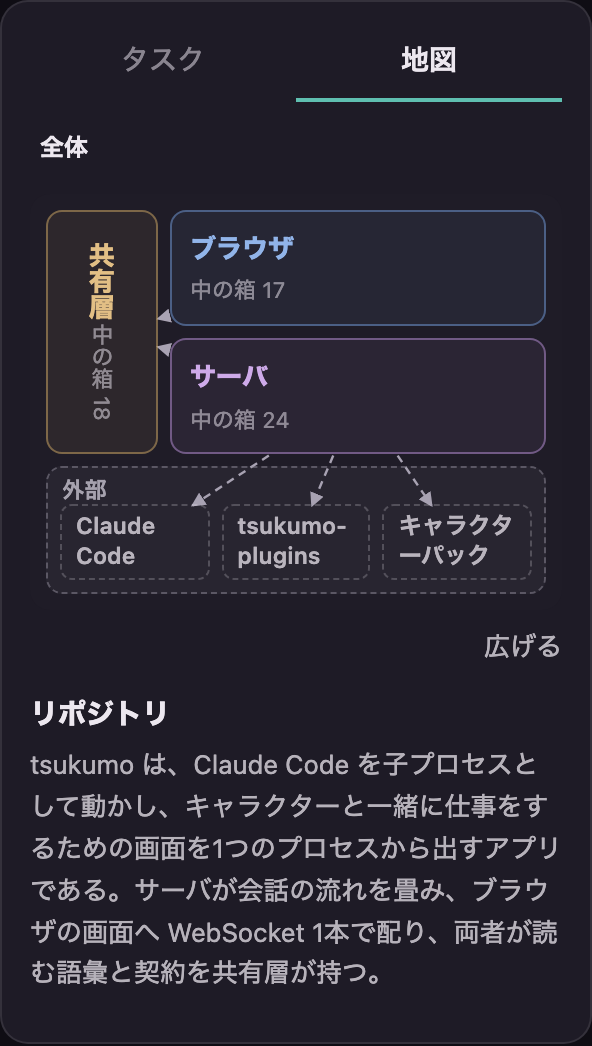 タスク
地図
全体
共有層
中の箱 18
ブラウザ
中の箱 17
サーバ
中の箱 24
外部
Claude
Code
tsukumo-
plugins
キャラクタ
ーパック
広げる
リポジトリ
tsukumo は、Claude Code を子プロセスと
して動かし、キャラクターと一緒に仕事をす
るための画面を1つのプロセスから出すアプリ
である。サーバが会話の流れを畳み、ブラウ
ザの画面へ WebSocket 1本で配り、両者が読
む語彙と契約を共有層が持つ。